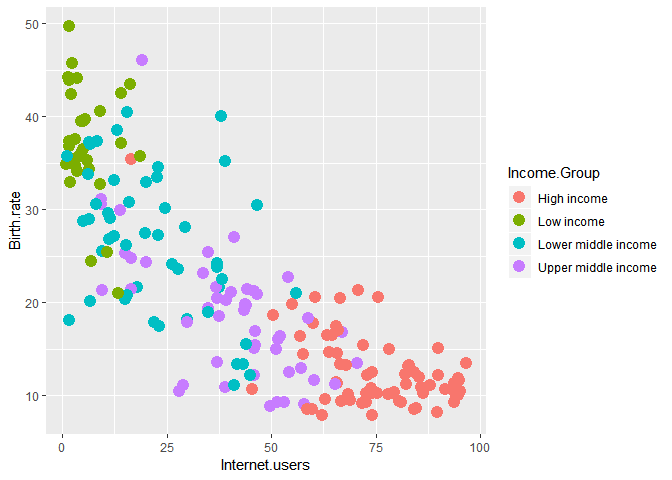 50
40
30
20
10
Birth.rate
0
25
50
75
100
Internet.users
Income.Group
High income
Low income
Lower middle income
Upper middle income